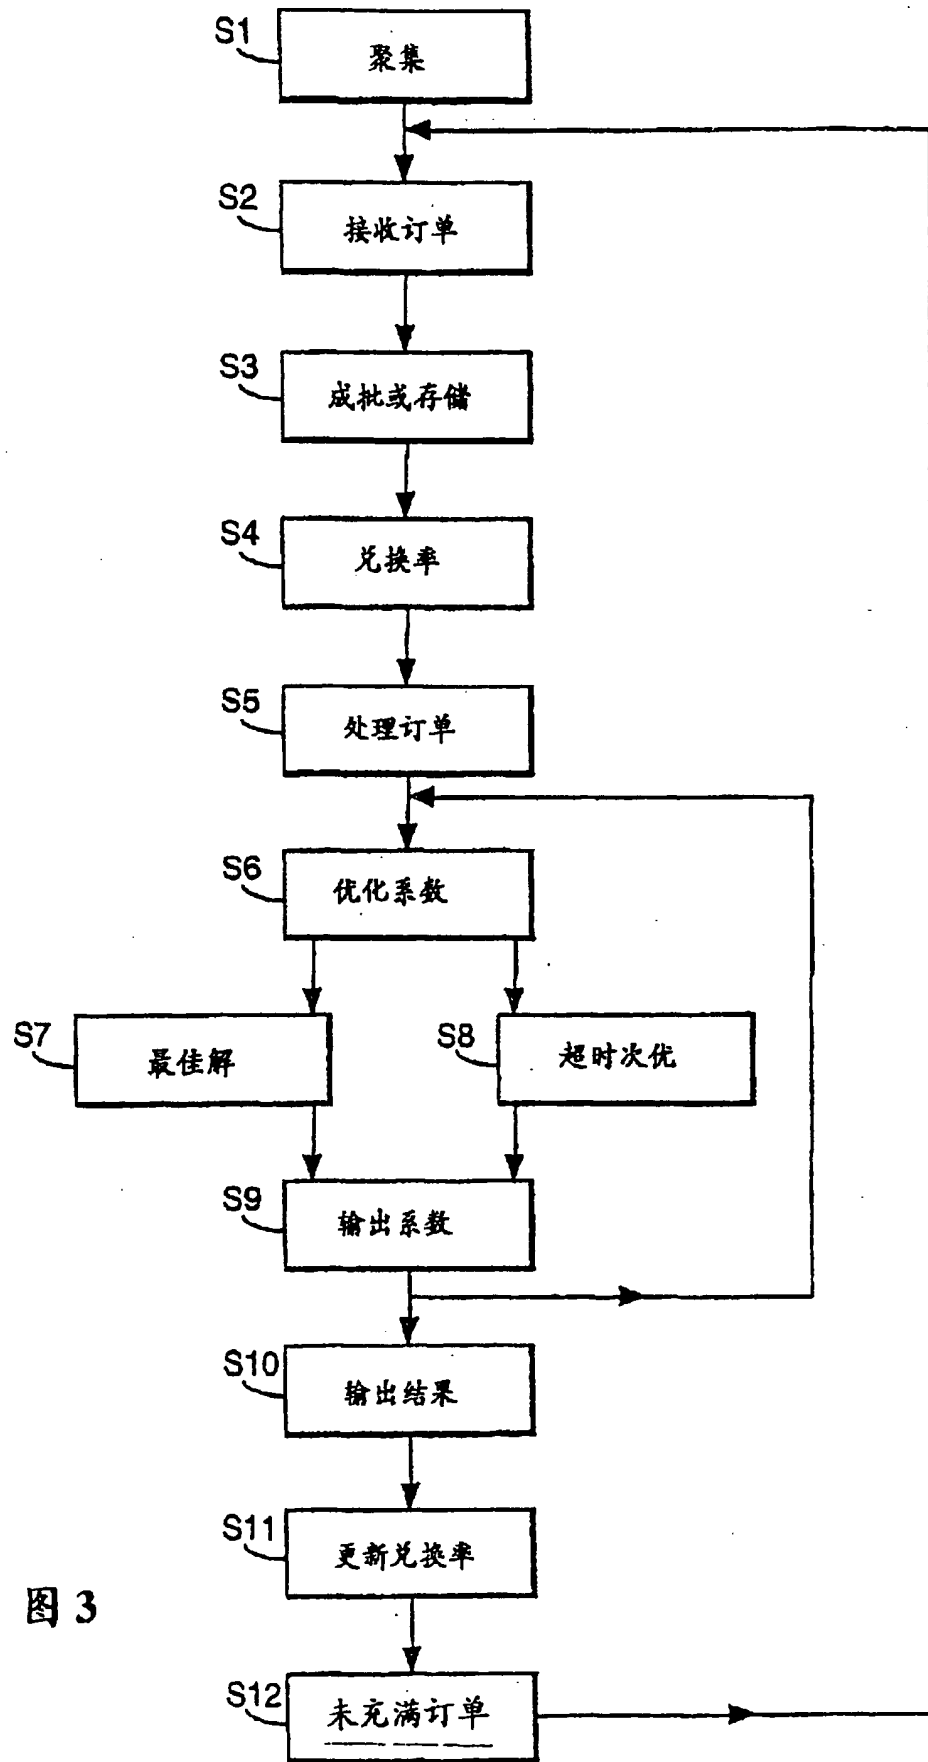 S1
聚集
S2
接收订单
S3
成批或存储
S4
兑换率
S5
处理订单
S6
优化系数
S7
最佳解
S8
超时次优
S9
输出系数
S10
输出结果
S11
更新兑换率
S12
未充满订单
图 3